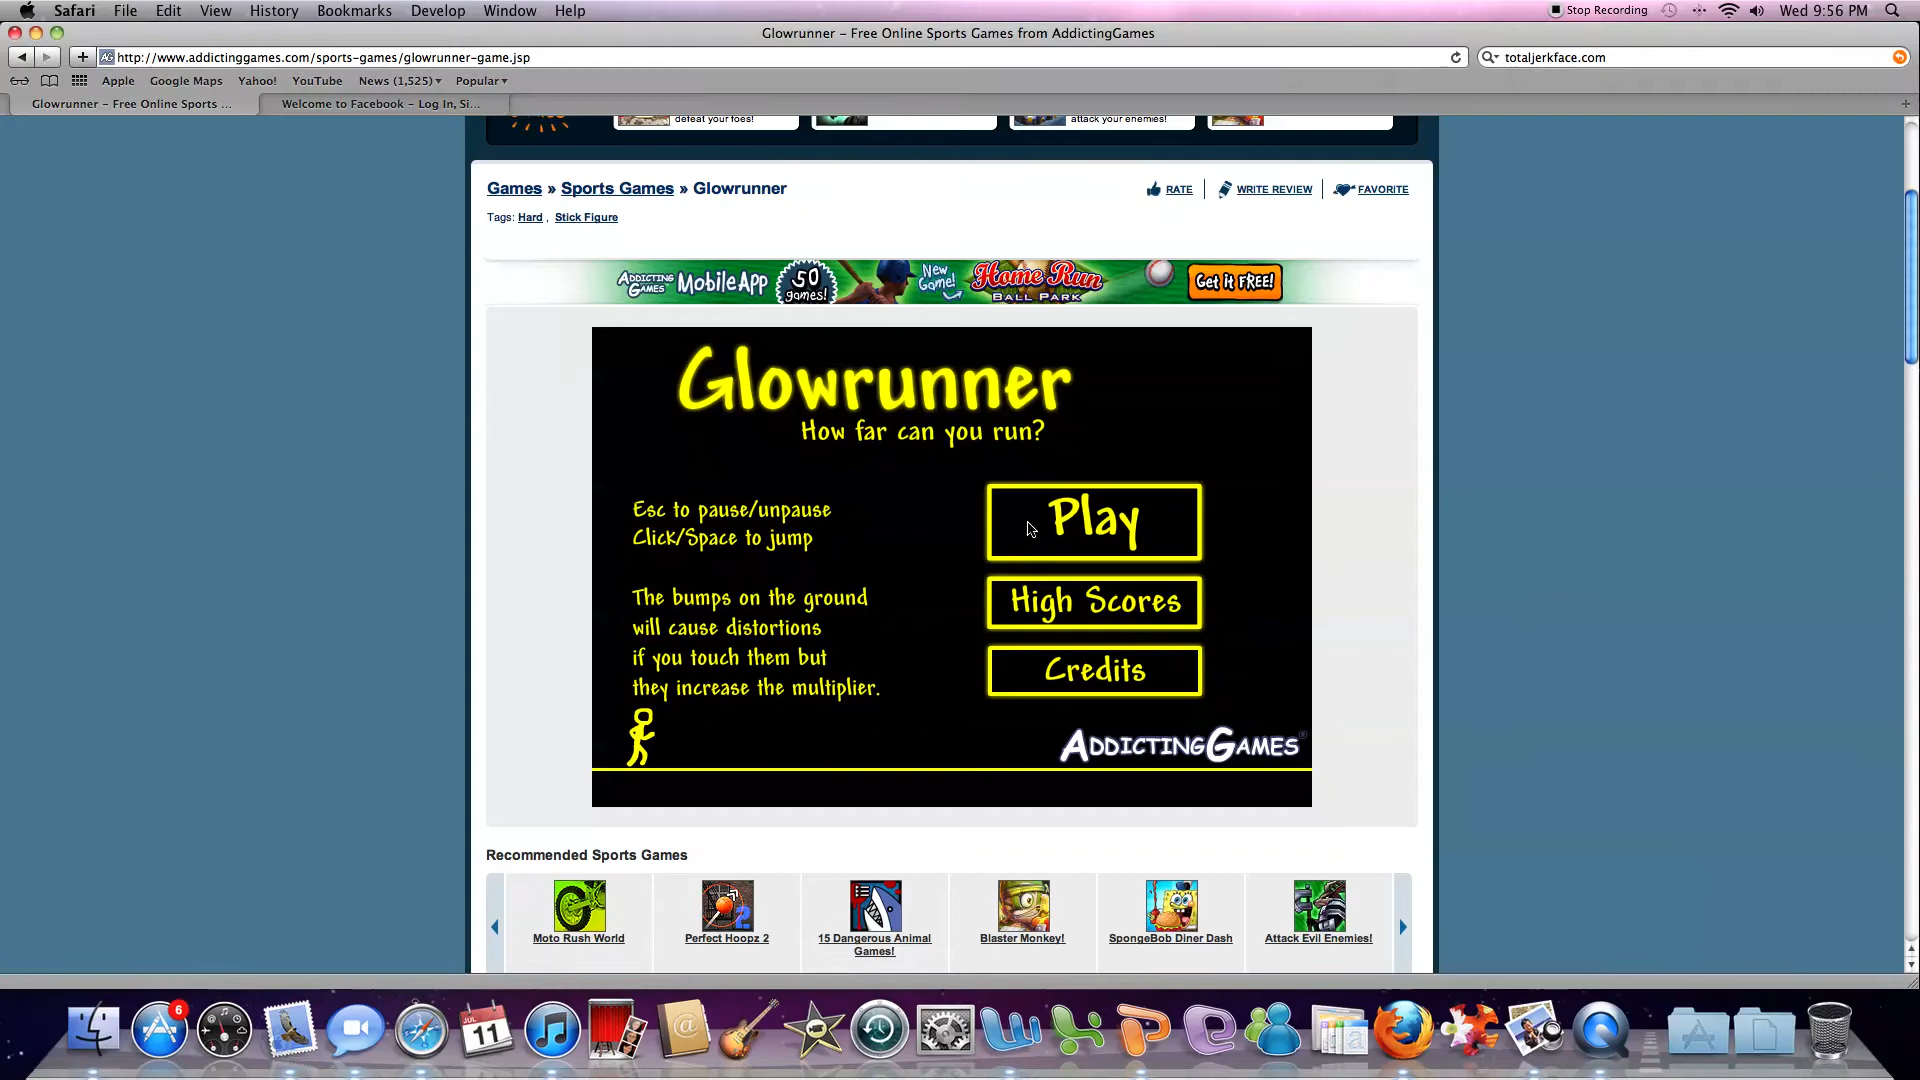 Safari File Edit View History Bookmarks Develop Window Help Stop Recording Wed 9:56 PM
Glowrunner – Free Online Sports Games from AddictingGames
AG http://www.addictinggames.com/sports-games/glowrunner-game.jsp totaljerkface.com
Apple Google Maps Yahoo! YouTube News (1,525) Popular
Glowrunner – Free Online Sports ... Welcome to Facebook – Log In, Si...
defeat your foes! attack your enemies!
Games » Sports Games » Glowrunner RATE WRITE REVIEW FAVORITE
Tags: Hard , Stick Figure
ADDICTING GAMES Mobile App 50 games! New Game! Home Run BALL PARK Get it FREE!
Glowrunner
How far can you run?
Esc to pause/unpause
Click/Space to jump
Play
The bumps on the ground
will cause distortions
if you touch them but
they increase the multiplier.
High Scores
Credits
ADDICTINGGAMES®
Recommended Sports Games
Moto Rush World Perfect Hoopz 2 15 Dangerous Animal Games! Blaster Monkey! SpongeBob Diner Dash Attack Evil Enemies!
6
JUL
11